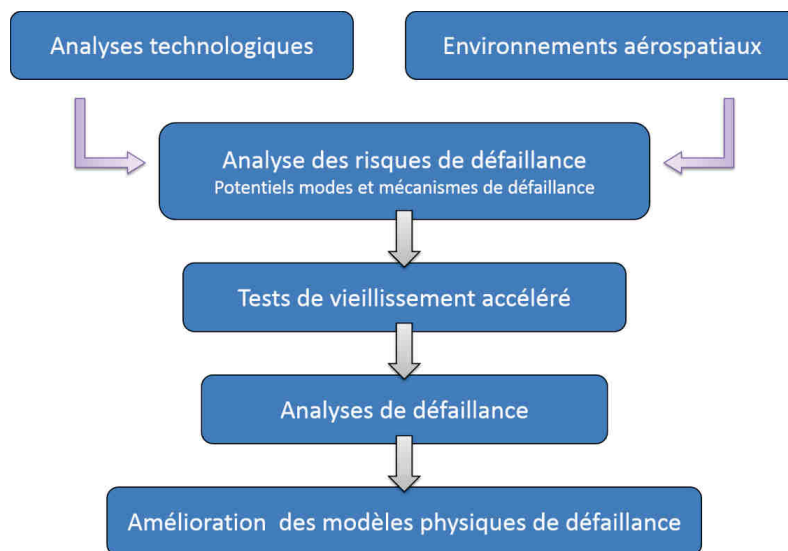 Analyses technologiques
Environnements aérospatiaux
Analyse des risques de défaillance
Potentiels modes et mécanismes de défaillance
Tests de vieillissement accéléré
Analyses de défaillance
Amélioration  des modèles physiques de défaillance